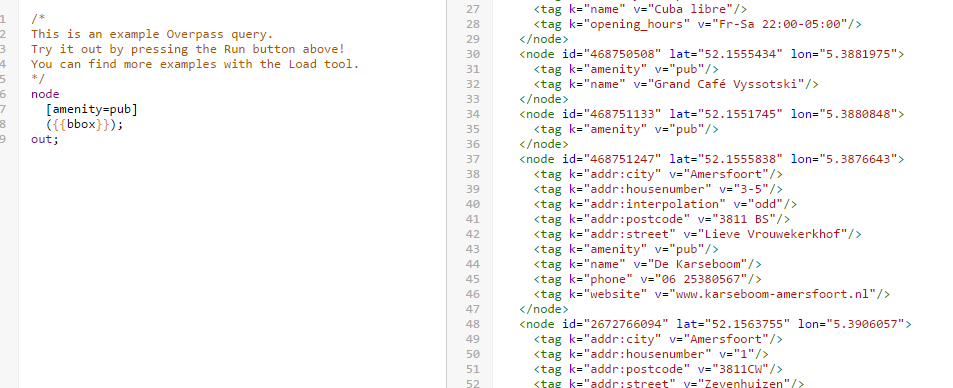 1 /*
2 This is an example Overpass query.
3 Try it out by pressing the Run button above!
4 You can find more examples with the Load tool.
5 */
6 node
7 [amenity=pub]
8 ({{bbox}});
9 out;
27 <tag k="name" v="Cuba libre"/>
28 <tag k="opening_hours" v="Fr-Sa 22:00-05:00"/>
29 </node>
30 <node id="468750508" lat="52.1555434" lon="5.3881975">
31 <tag k="amenity" v="pub"/>
32 <tag k="name" v="Grand Café Vyssotski"/>
33 </node>
34 <node id="468751133" lat="52.1551745" lon="5.3880848">
35 <tag k="amenity" v="pub"/>
36 </node>
37 <node id="468751247" lat="52.1555838" lon="5.3876643">
38 <tag k="addr:city" v="Amersfoort"/>
39 <tag k="addr:housenumber" v="3-5"/>
40 <tag k="addr:interpolation" v="odd"/>
41 <tag k="addr:postcode" v="3811 BS"/>
42 <tag k="addr:street" v="Lieve Vrouwekerkhof"/>
43 <tag k="amenity" v="pub"/>
44 <tag k="name" v="De Karseboom"/>
45 <tag k="phone" v="06 25380567"/>
46 <tag k="website" v="www.karseboom-amersfoort.nl"/>
47 </node>
48 <node id="2672766094" lat="52.1563755" lon="5.3906057">
49 <tag k="addr:city" v="Amersfoort"/>
50 <tag k="addr:housenumber" v="1"/>
51 <tag k="addr:postcode" v="3811CW"/>
52 <tag k="addr:street" v="Zevenhuizen"/>